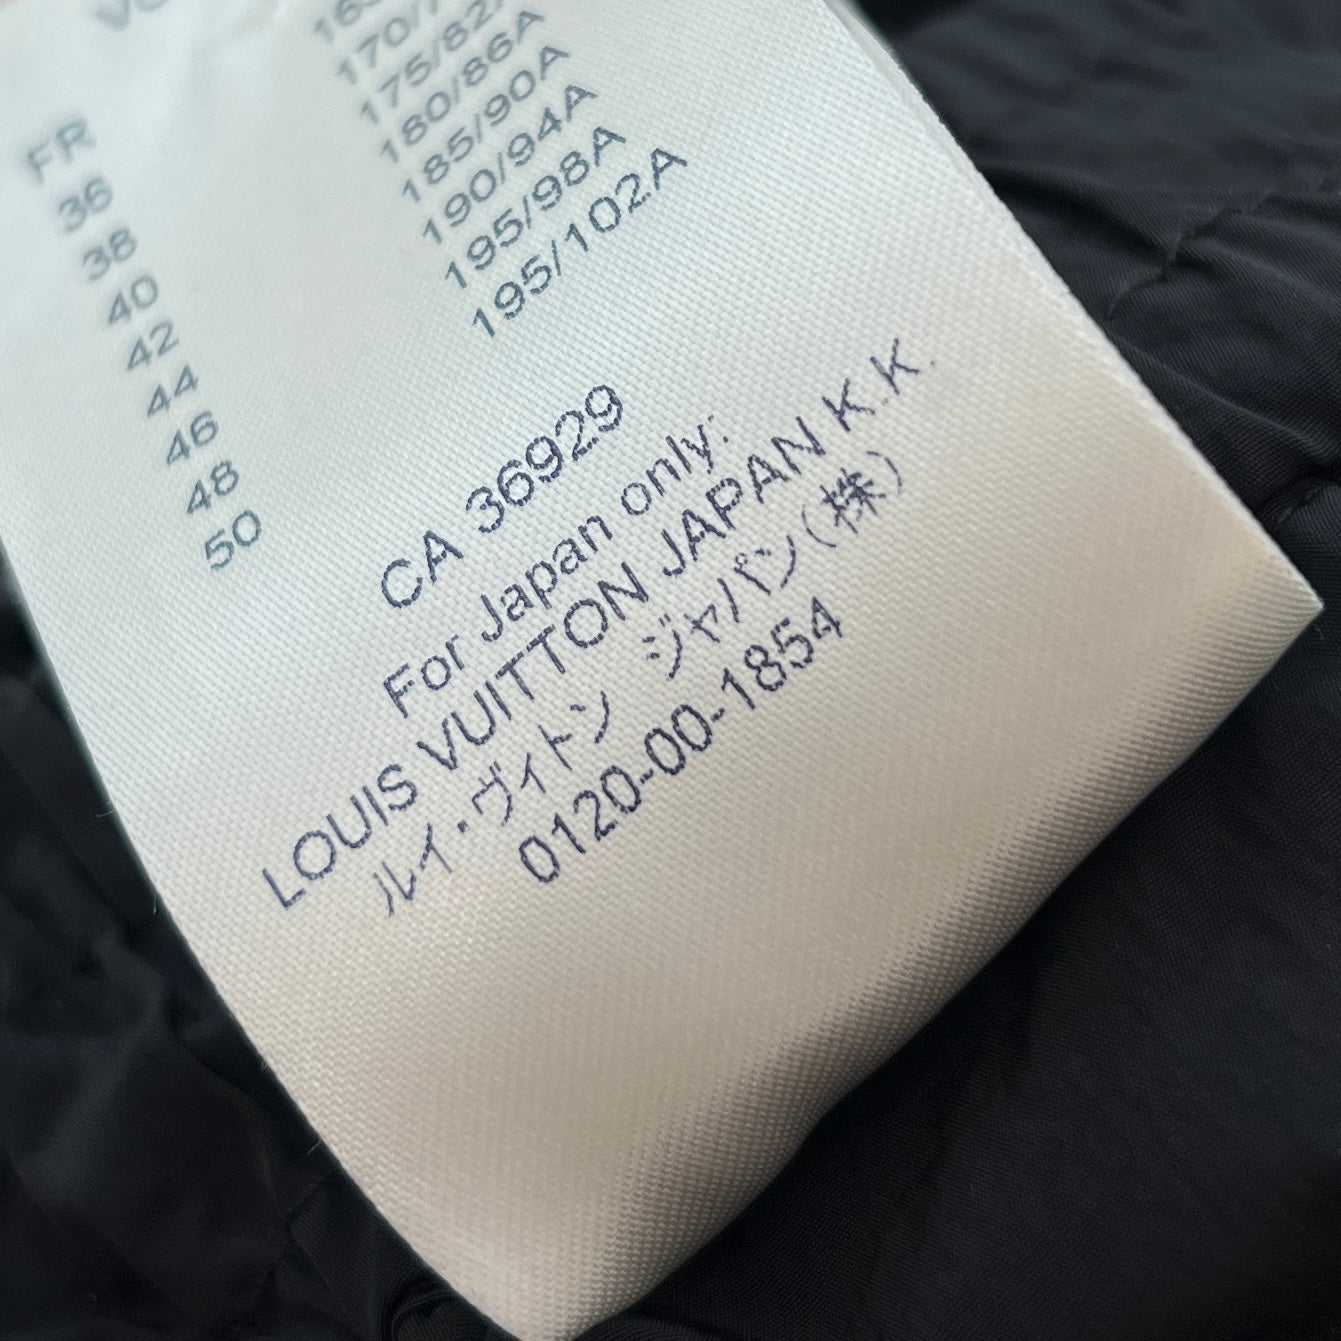 FR
36
38
40
42
44
46
48
50
175/82
180/86A
185/90A
190/94A
195/98A
195/102A
CA 36929
For Japan only:
LOUIS VUITTON JAPAN K.K.
ルイ・ヴィトン ジャパン(株)
0120-00-1854